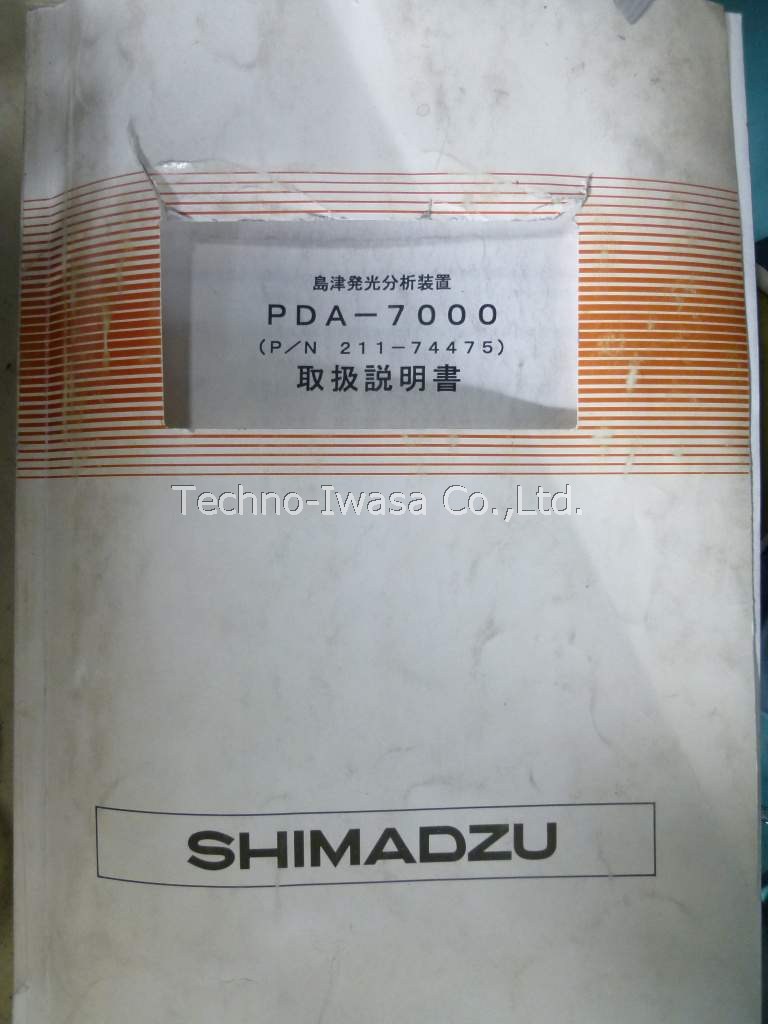 島津発光分析装置
PDA－7000
(P／N 211－74475)
取扱説明書
Techno-Iwasa Co.,Ltd.
SHIMADZU